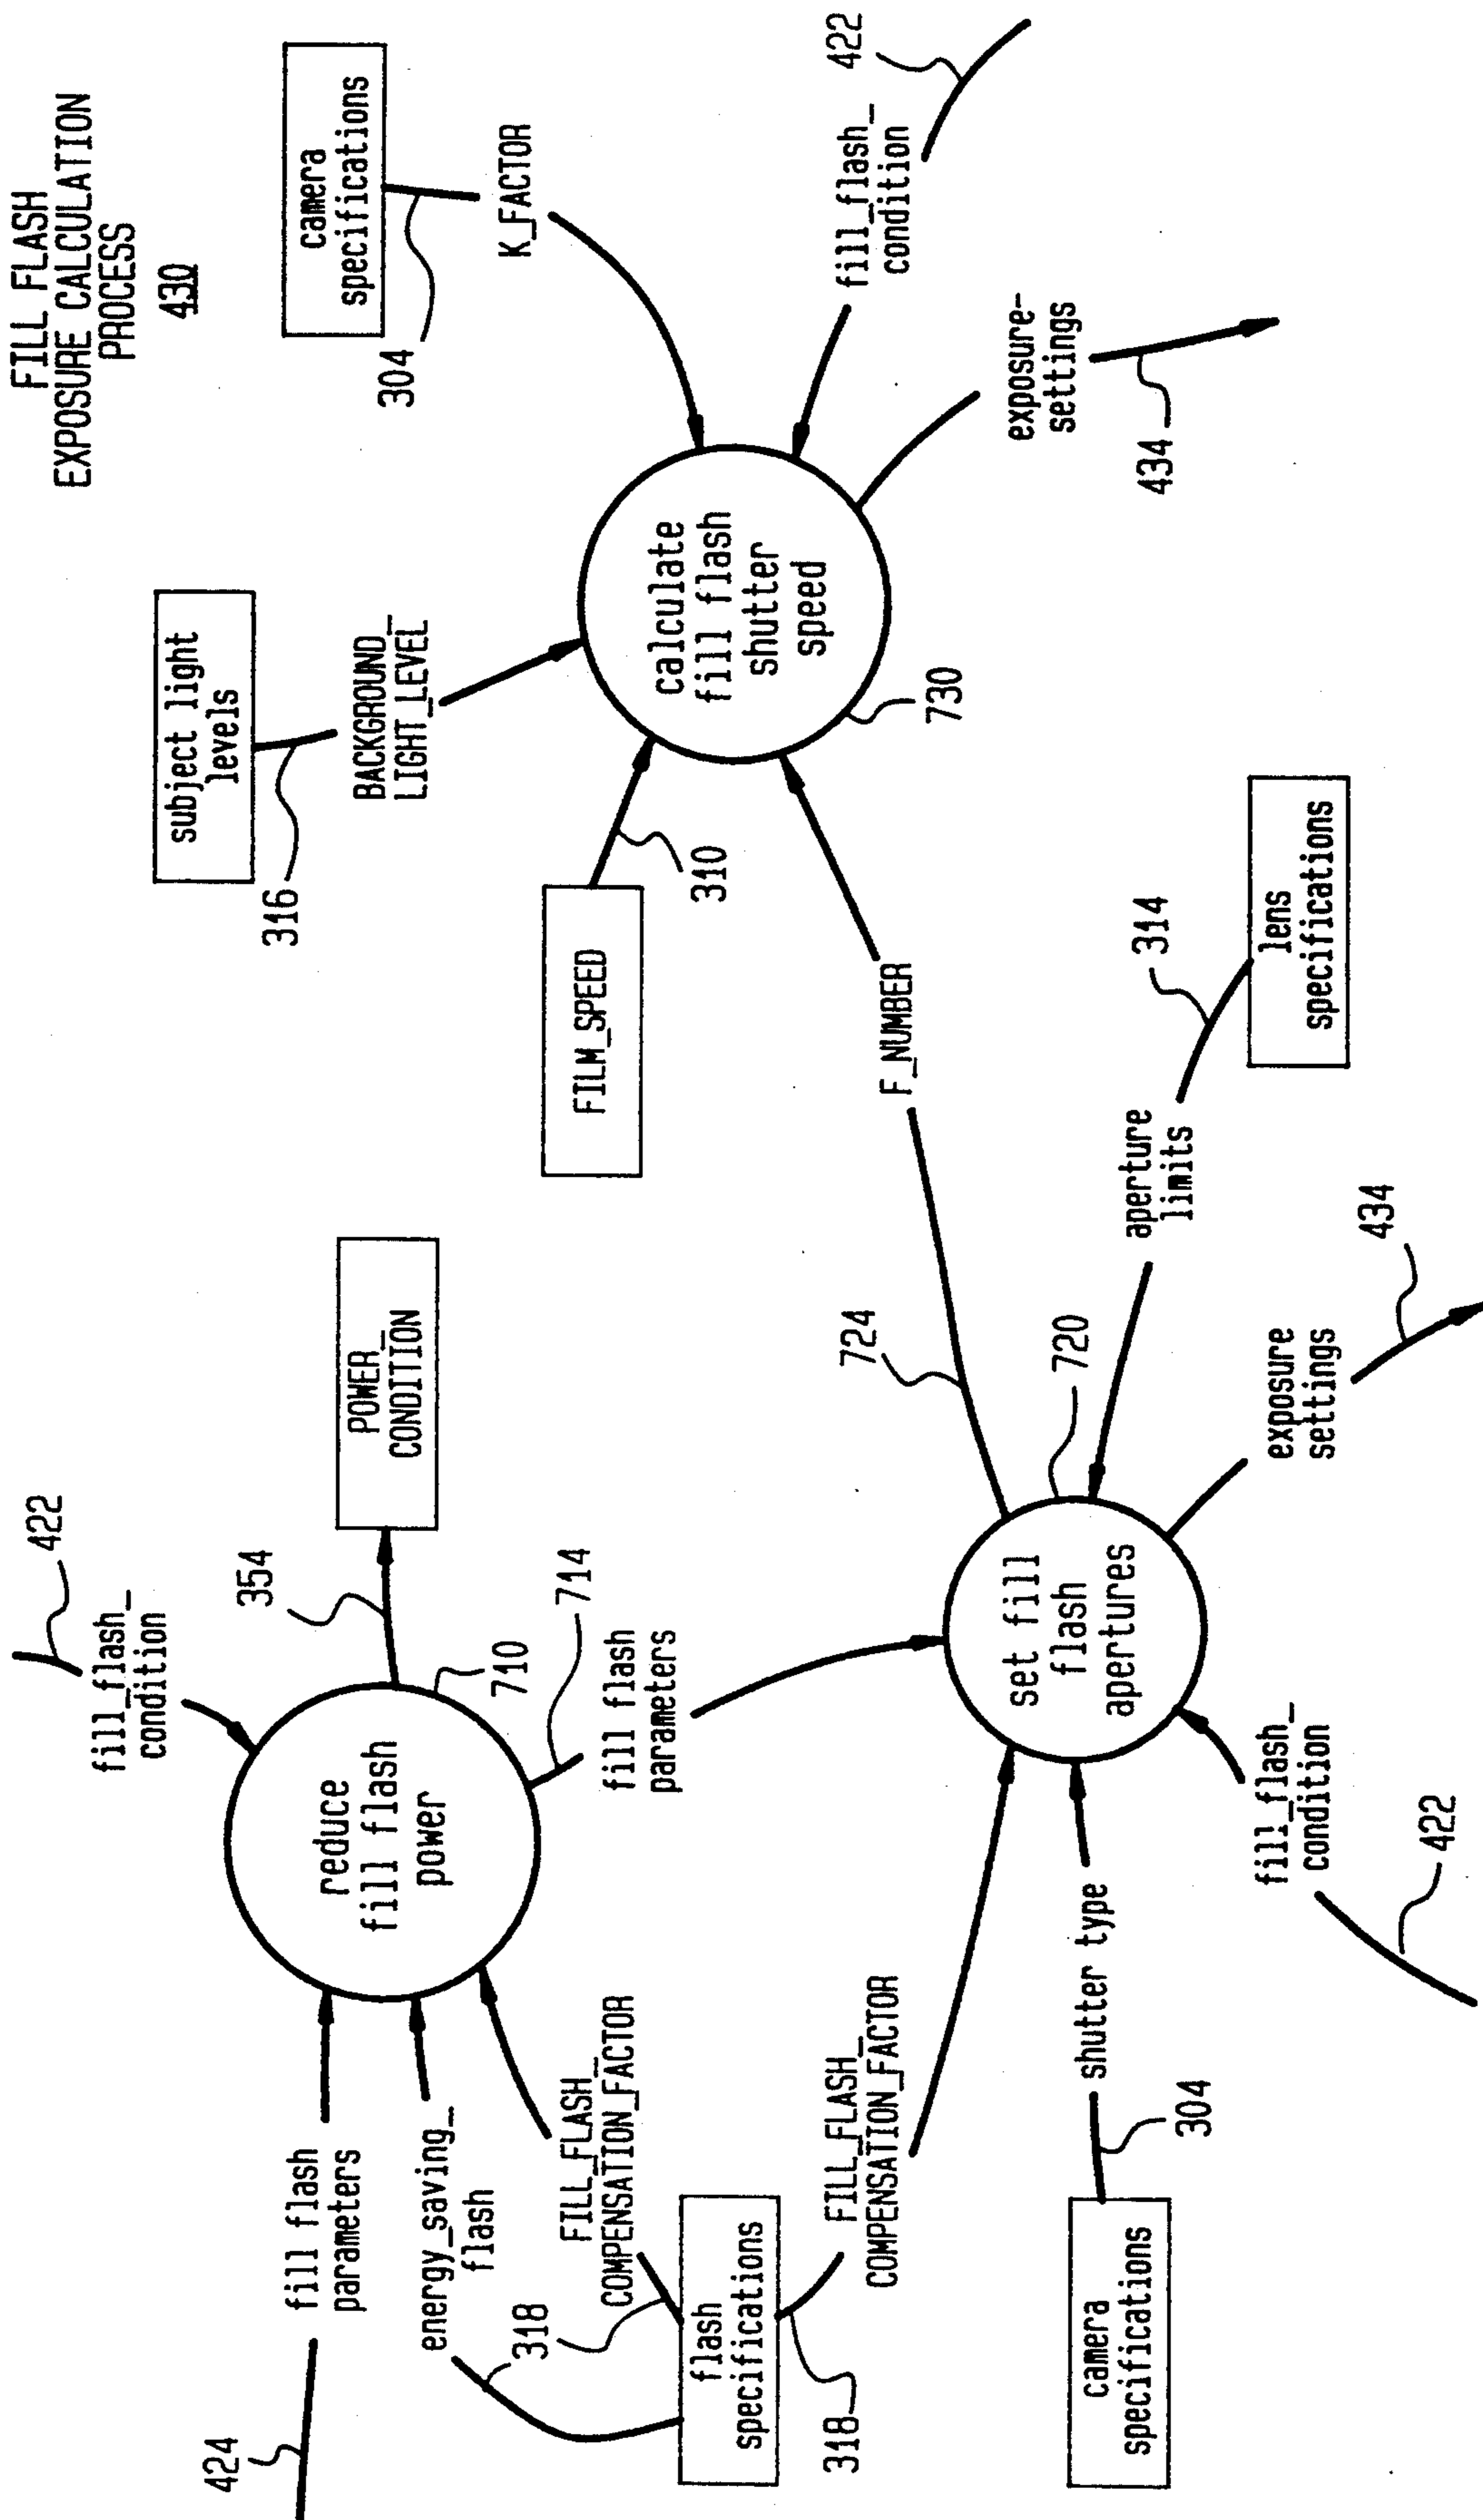 FILL FLASH
EXPOSURE CALCULATION
PROCESS
430
424
fill flash
parameters
energy_saving_
flash
318
FILL_FLASH_
COMPENSATION_FACTOR
flash
specifications
318
FILL_FLASH_
COMPENSATION_FACTOR
camera
specifications
304
shutter type
fill_flash_
condition
422
reduce
fill flash
power
710
fill_flash_
condition
422
354
POWER_
CONDITION
714
fill flash
parameters
set fill
flash
apertures
720
724
F_NUMBER
aperture
limits
314
lens
specifications
exposure
settings
434
subject light
levels
316
BACKGROUND_
LIGHT_LEVEL
FILM_SPEED
310
calculate
fill flash
shutter
speed
730
camera
specifications
304
K_FACTOR
fill_flash_
condition
422
exposure-
settings
434